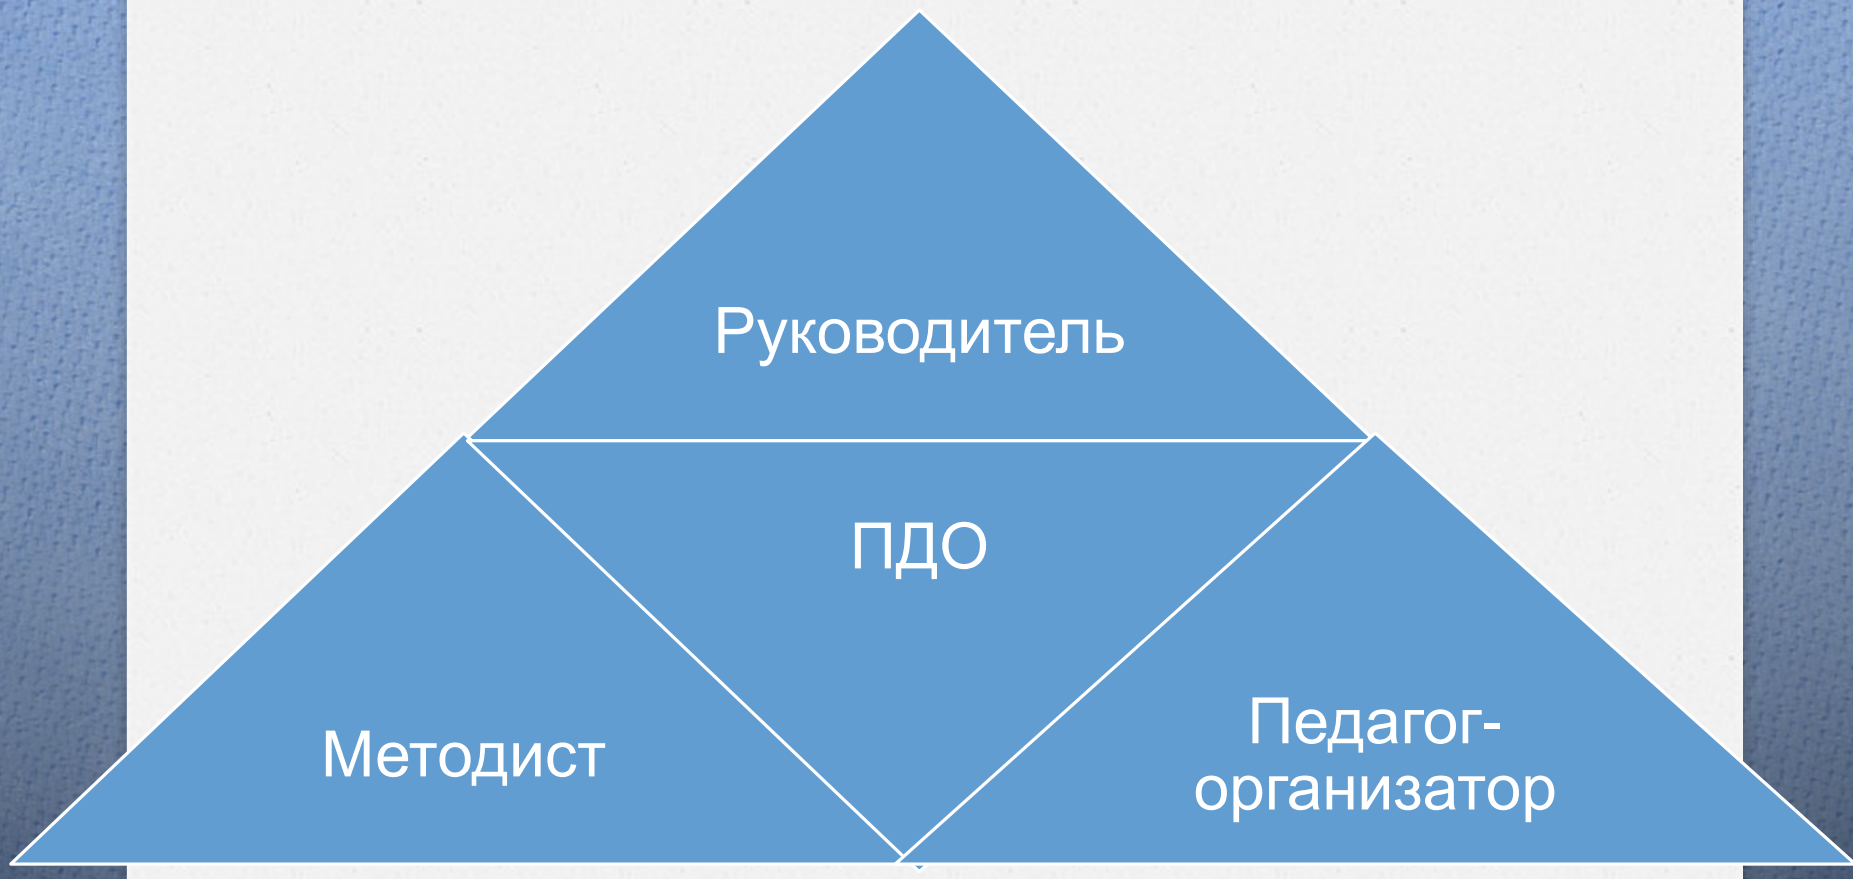 Руководитель
ПДО
Методист
Педагог-
организатор